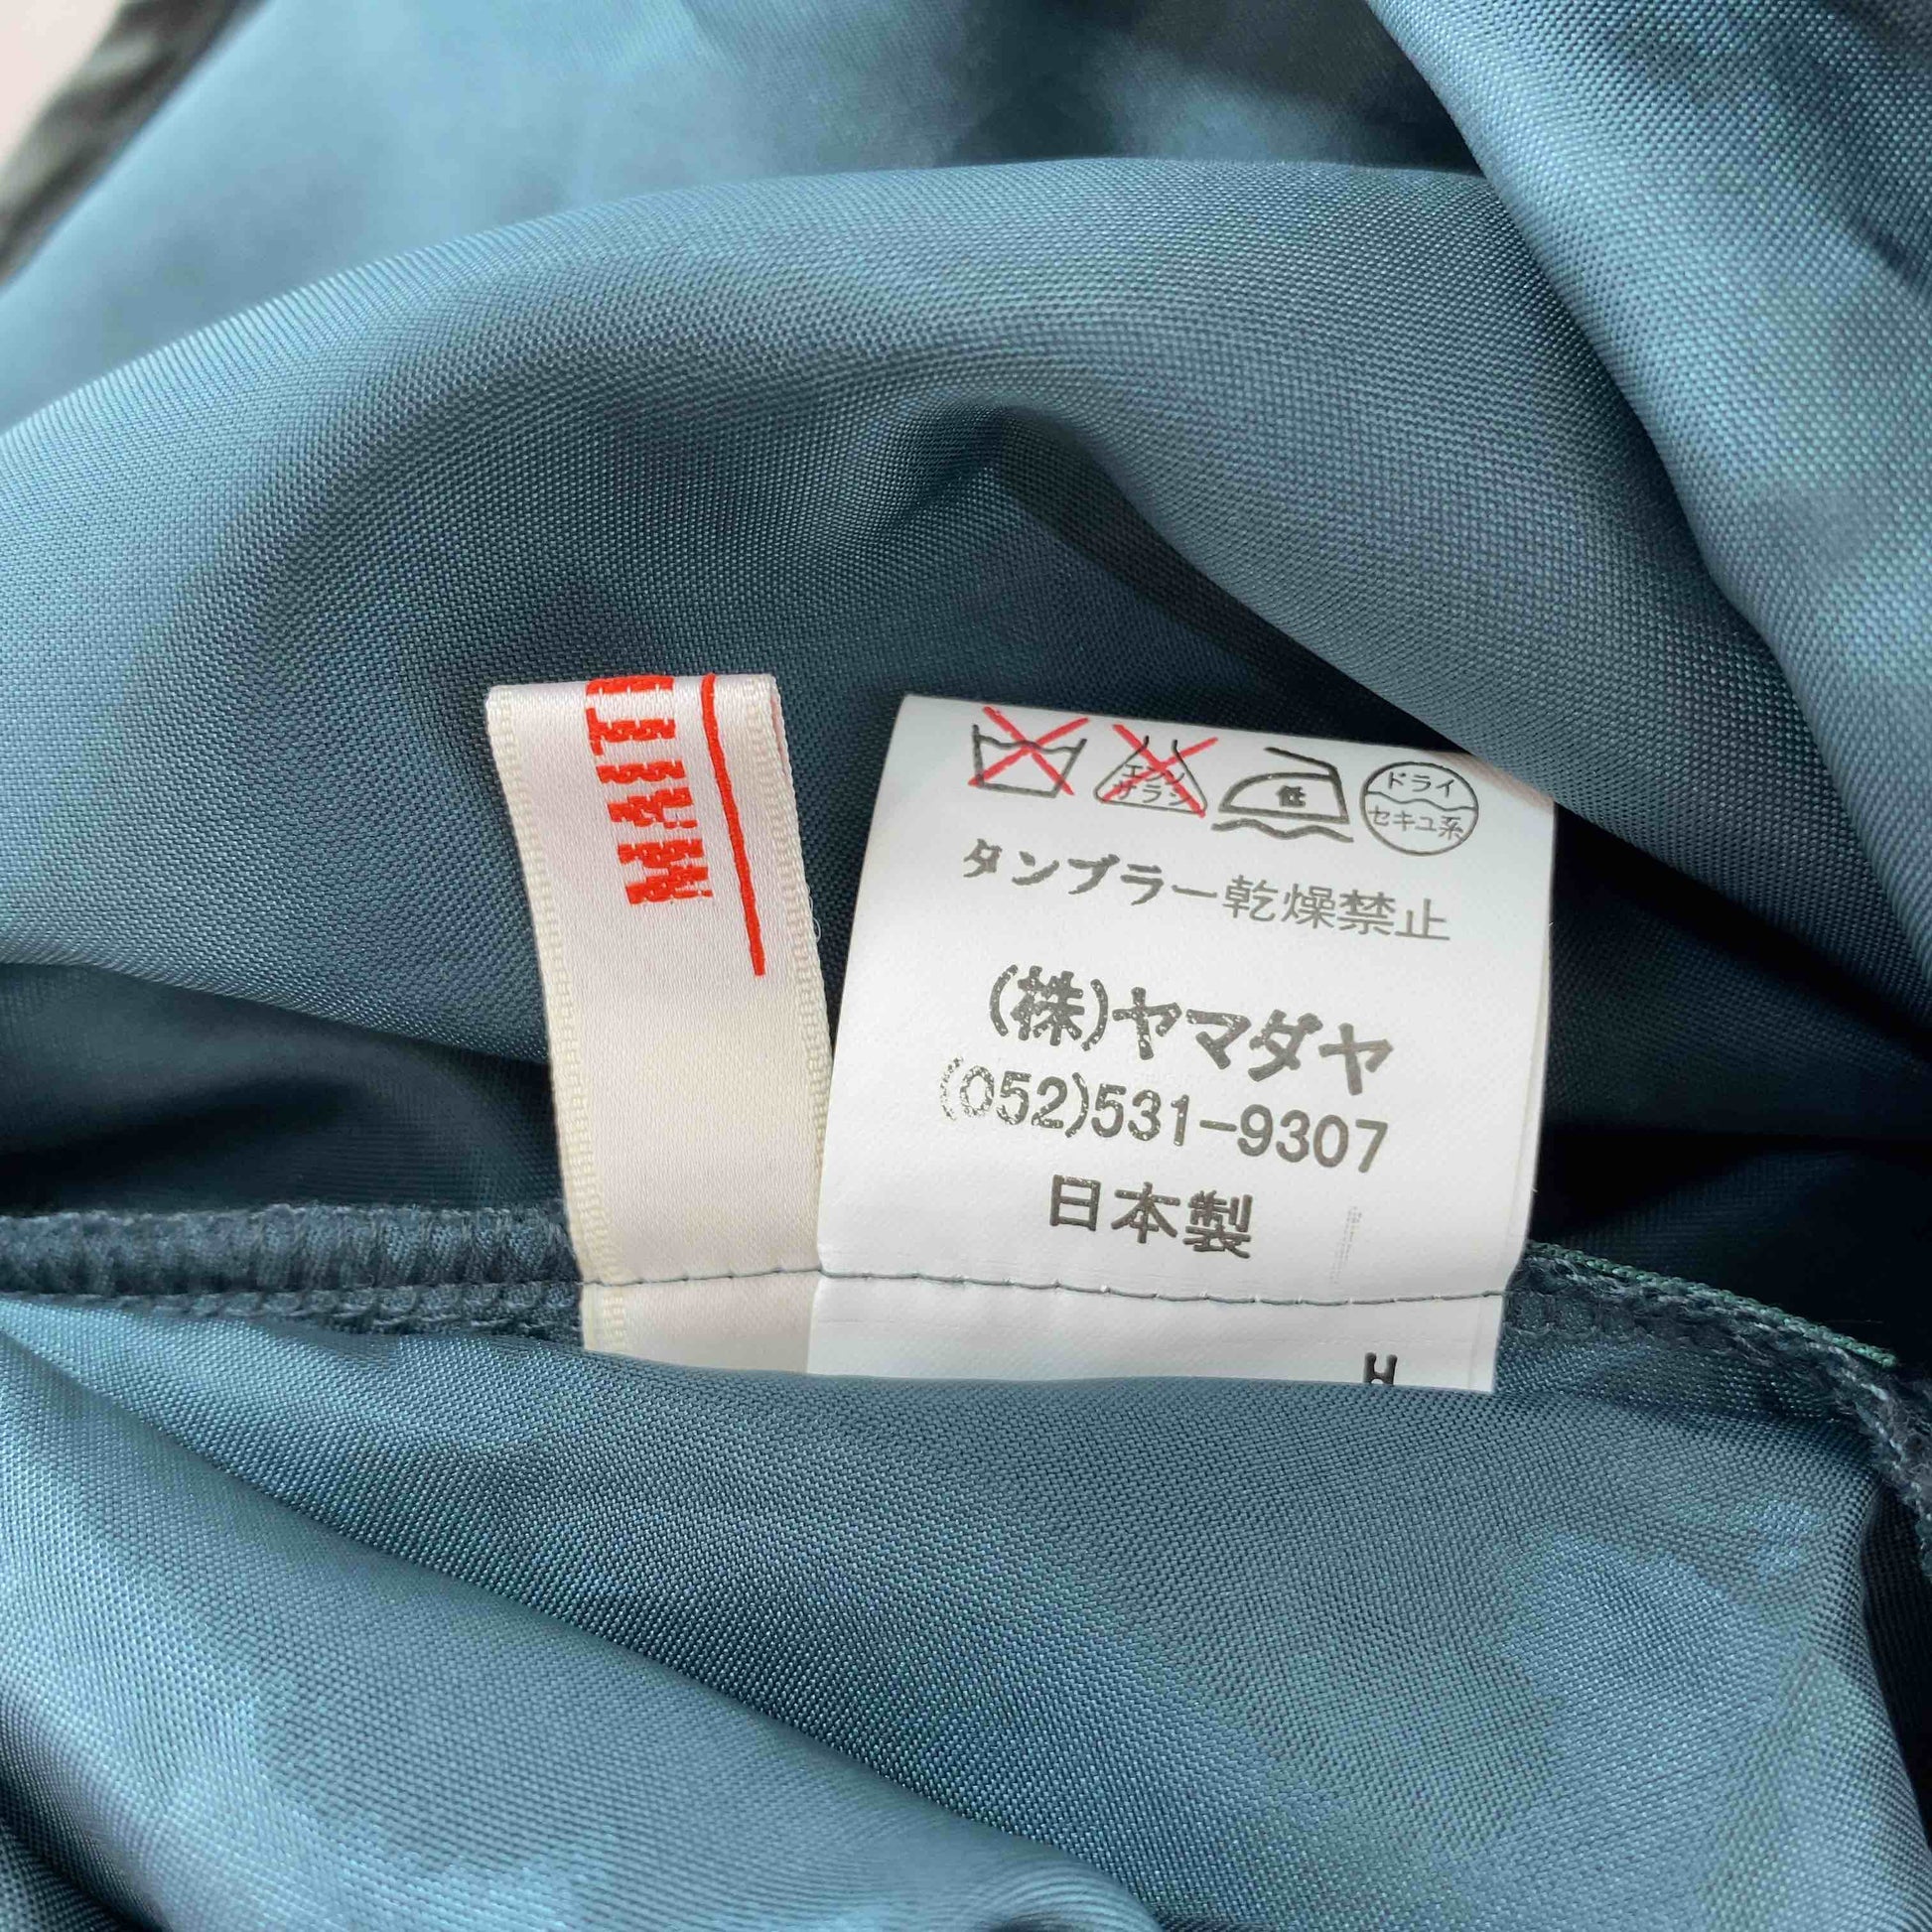 エンソ
サラシ
低
ドライ
セキユ系
タンブラー乾燥禁止
(株)ヤマダヤ
(052)531-9307
日本製